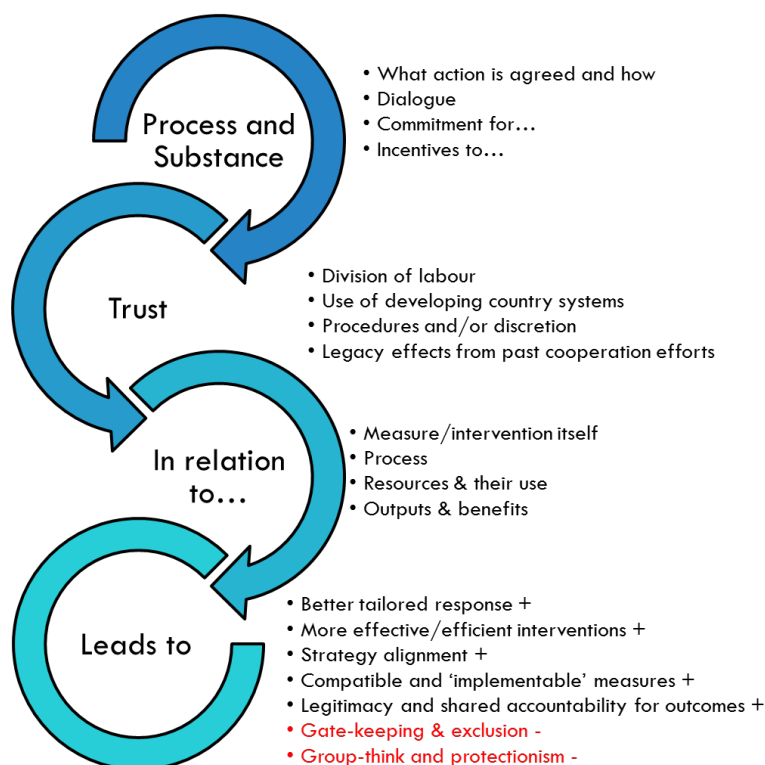 Process and
Substance
• What action is agreed and how
• Dialogue
• Commitment for…
• Incentives to…
Trust
• Division of labour
• Use of developing country systems
• Procedures and/or discretion
• Legacy effects from past cooperation efforts
In relation
to…
• Measure/intervention itself
• Process
• Resources & their use
• Outputs & benefits
Leads to
• Better tailored response +
• More effective/efficient interventions +
• Strategy alignment +
• Compatible and ‘implementable’ measures +
• Legitimacy and shared accountability for outcomes +
• Gate-keeping & exclusion -
• Group-think and protectionism -